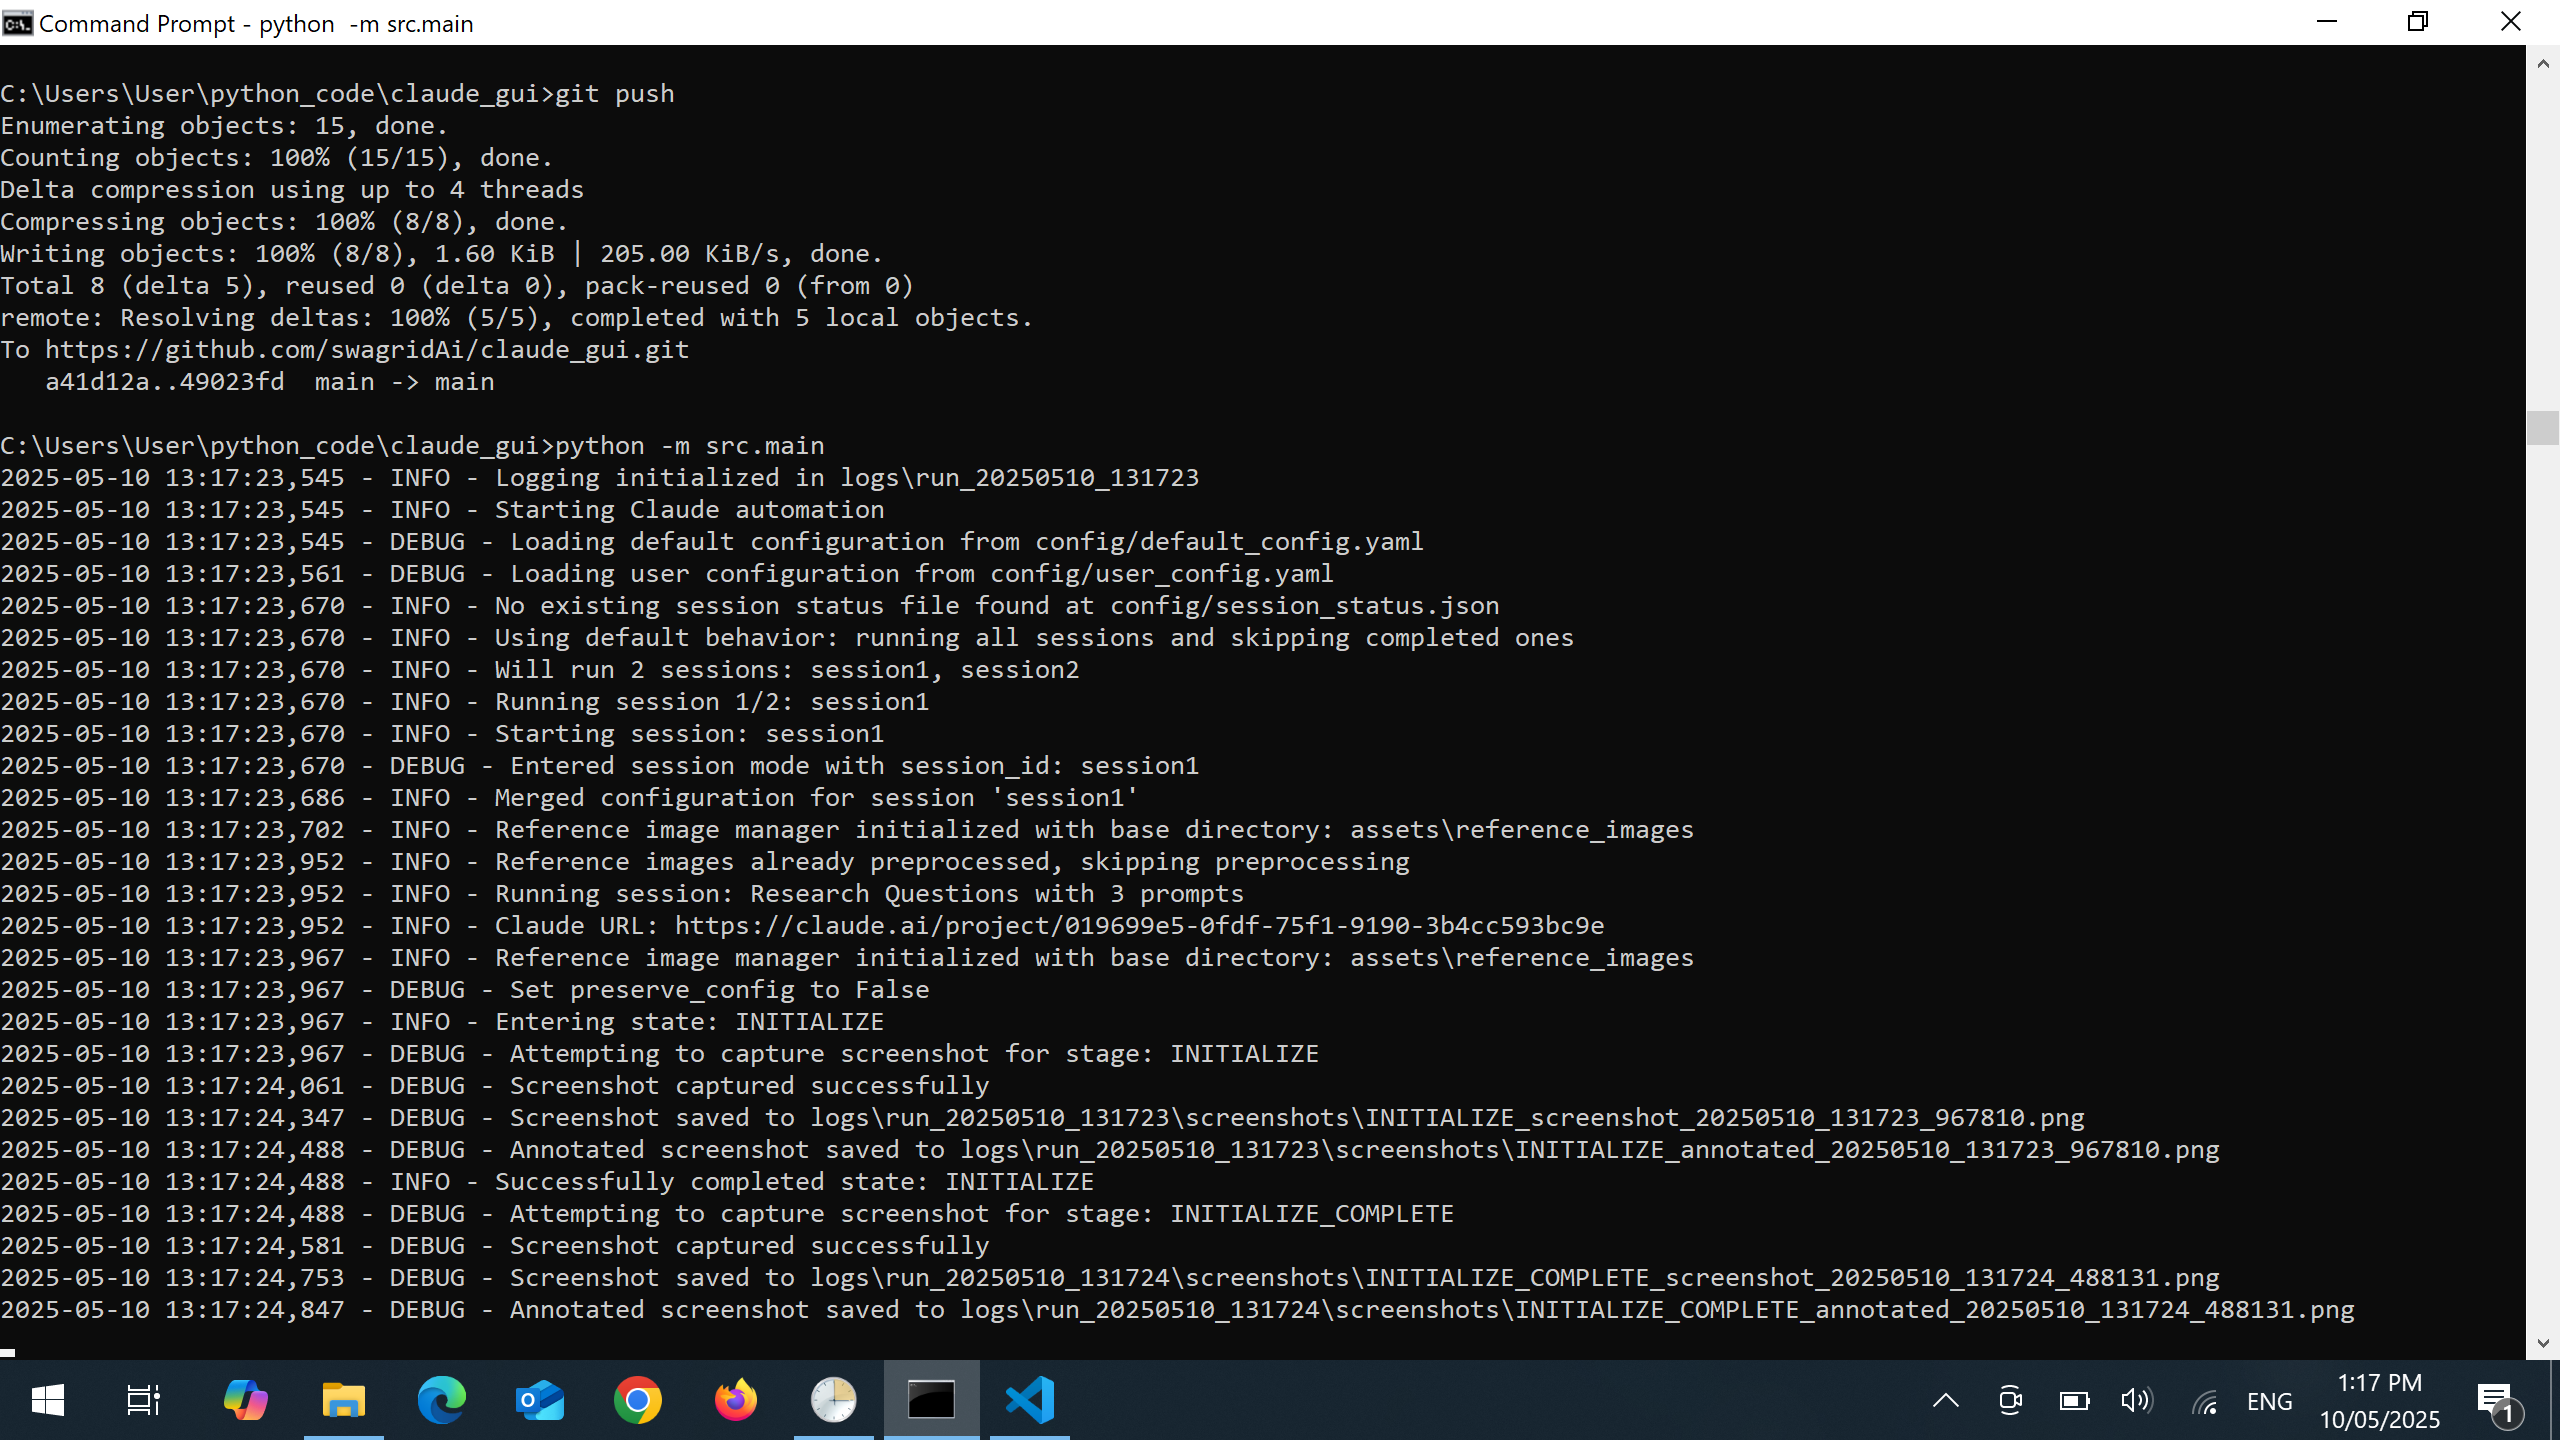 Command Prompt - python  -m src.main
C:\Users\User\python_code\claude_gui>git push
Enumerating objects: 15, done.
Counting objects: 100% (15/15), done.
Delta compression using up to 4 threads
Compressing objects: 100% (8/8), done.
Writing objects: 100% (8/8), 1.60 KiB | 205.00 KiB/s, done.
Total 8 (delta 5), reused 0 (delta 0), pack-reused 0 (from 0)
remote: Resolving deltas: 100% (5/5), completed with 5 local objects.
To https://github.com/swagridAi/claude_gui.git
   a41d12a..49023fd  main -> main
C:\Users\User\python_code\claude_gui>python -m src.main
2025-05-10 13:17:23,545 - INFO - Logging initialized in logs\run_20250510_131723
2025-05-10 13:17:23,545 - INFO - Starting Claude automation
2025-05-10 13:17:23,545 - DEBUG - Loading default configuration from config/default_config.yaml
2025-05-10 13:17:23,561 - DEBUG - Loading user configuration from config/user_config.yaml
2025-05-10 13:17:23,670 - INFO - No existing session status file found at config/session_status.json
2025-05-10 13:17:23,670 - INFO - Using default behavior: running all sessions and skipping completed ones
2025-05-10 13:17:23,670 - INFO - Will run 2 sessions: session1, session2
2025-05-10 13:17:23,670 - INFO - Running session 1/2: session1
2025-05-10 13:17:23,670 - INFO - Starting session: session1
2025-05-10 13:17:23,670 - DEBUG - Entered session mode with session_id: session1
2025-05-10 13:17:23,686 - INFO - Merged configuration for session 'session1'
2025-05-10 13:17:23,702 - INFO - Reference image manager initialized with base directory: assets\reference_images
2025-05-10 13:17:23,952 - INFO - Reference images already preprocessed, skipping preprocessing
2025-05-10 13:17:23,952 - INFO - Running session: Research Questions with 3 prompts
2025-05-10 13:17:23,952 - INFO - Claude URL: https://claude.ai/project/019699e5-0fdf-75f1-9190-3b4cc593bc9e
2025-05-10 13:17:23,967 - INFO - Reference image manager initialized with base directory: assets\reference_images
2025-05-10 13:17:23,967 - DEBUG - Set preserve_config to False
2025-05-10 13:17:23,967 - INFO - Entering state: INITIALIZE
2025-05-10 13:17:23,967 - DEBUG - Attempting to capture screenshot for stage: INITIALIZE
2025-05-10 13:17:24,061 - DEBUG - Screenshot captured successfully
2025-05-10 13:17:24,347 - DEBUG - Screenshot saved to logs\run_20250510_131723\screenshots\INITIALIZE_screenshot_20250510_131723_967810.png
2025-05-10 13:17:24,488 - DEBUG - Annotated screenshot saved to logs\run_20250510_131723\screenshots\INITIALIZE_annotated_20250510_131723_967810.png
2025-05-10 13:17:24,488 - INFO - Successfully completed state: INITIALIZE
2025-05-10 13:17:24,488 - DEBUG - Attempting to capture screenshot for stage: INITIALIZE_COMPLETE
2025-05-10 13:17:24,581 - DEBUG - Screenshot captured successfully
2025-05-10 13:17:24,753 - DEBUG - Screenshot saved to logs\run_20250510_131724\screenshots\INITIALIZE_COMPLETE_screenshot_20250510_131724_488131.png
2025-05-10 13:17:24,847 - DEBUG - Annotated screenshot saved to logs\run_20250510_131724\screenshots\INITIALIZE_COMPLETE_annotated_20250510_131724_488131.png
ENG
1:17 PM
10/05/2025
1